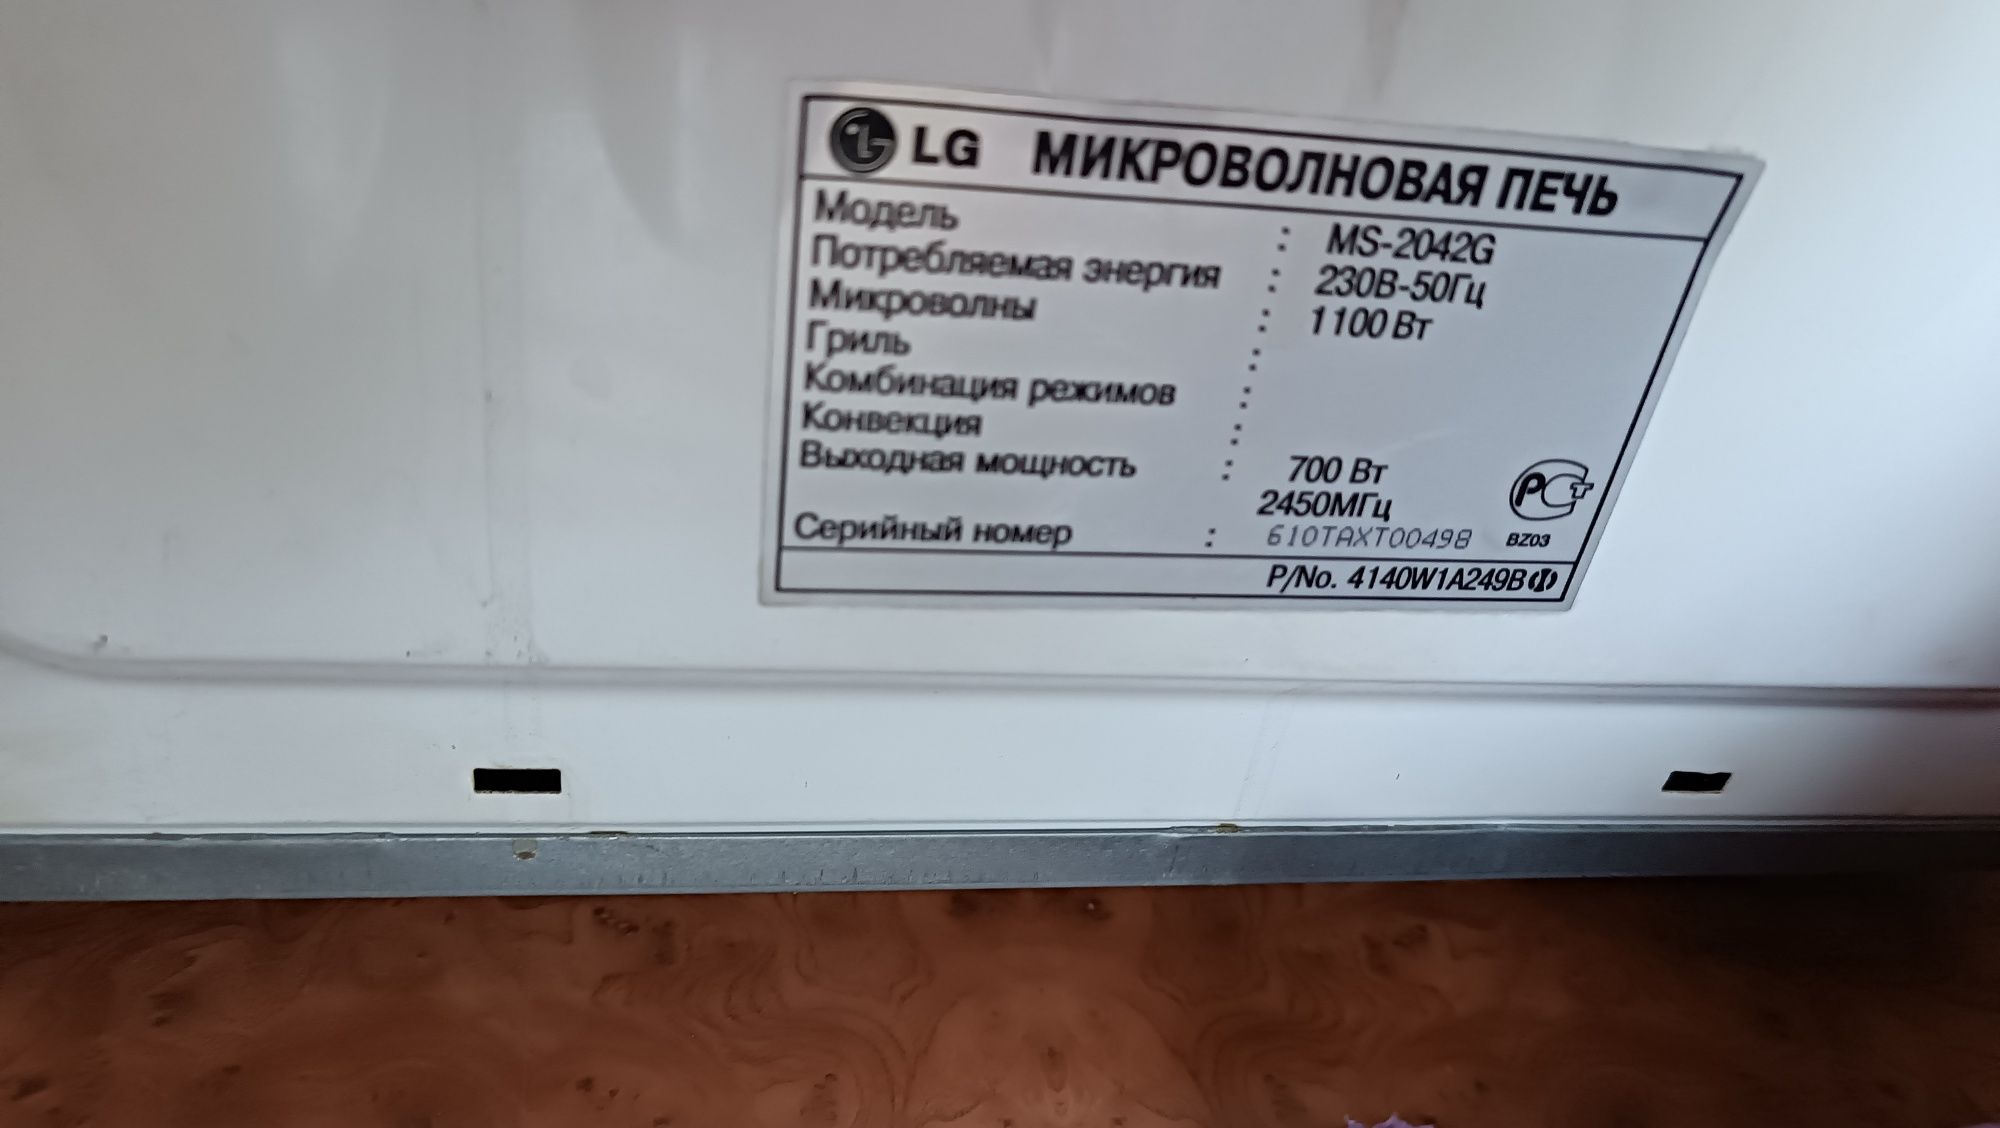 LG МИКРОВОЛНОВАЯ ПЕЧЬ
Модель : MS-2042G
Потребляемая энергия : 230В-50Гц
Микроволны : 1100 Вт
Гриль :
Комбинация режимов :
Конвекция :
Выходная мощность : 700 Вт
2450МГц
Серийный номер : 610TAXT00498
РСТ
BZ03
P/No. 4140W1A249B